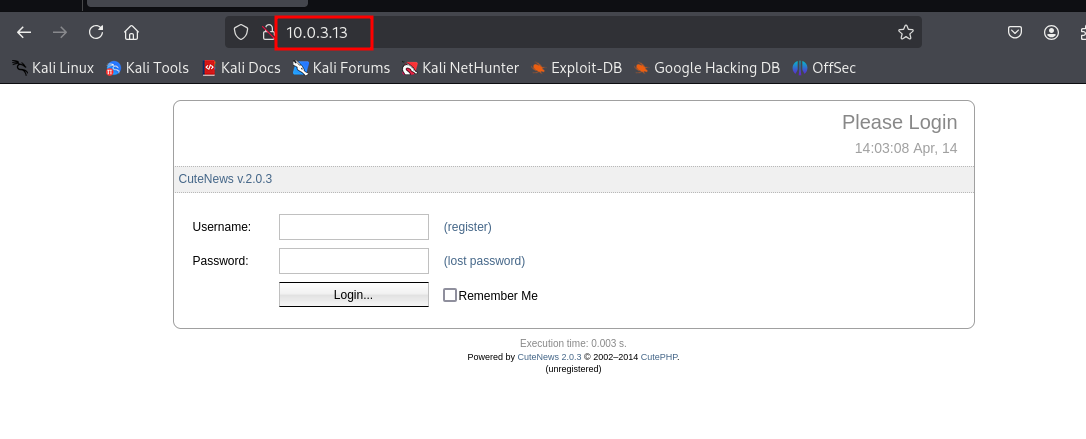 10.0.3.13
Kali Linux Kali Tools Kali Docs Kali Forums Kali NetHunter Exploit-DB Google Hacking DB OffSec
Please Login
14:03:08 Apr, 14
CuteNews v.2.0.3
Username: (register)
Password: (lost password)
Login... Remember Me
Execution time: 0.003 s.
Powered by CuteNews 2.0.3 © 2002–2014 CutePHP.
(unregistered)